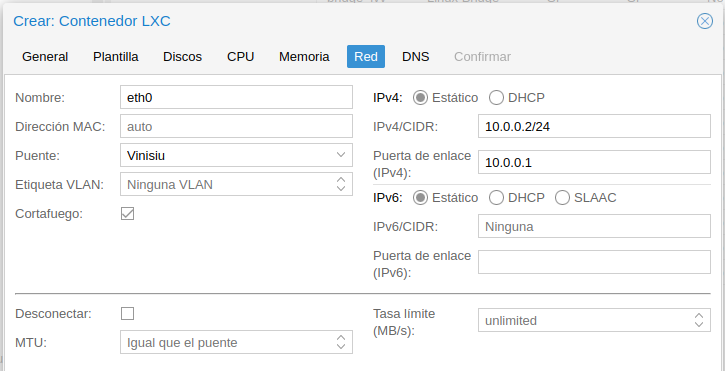 Crear: Contenedor LXC
General Plantilla Discos CPU Memoria Red DNS Confirmar
Nombre: eth0
Dirección MAC: auto
Puente: Vinisiu
Etiqueta VLAN: Ninguna VLAN
Cortafuego:
IPv4: Estático DHCP
IPv4/CIDR: 10.0.0.2/24
Puerta de enlace
(IPv4): 10.0.0.1
IPv6: Estático DHCP SLAAC
IPv6/CIDR: Ninguna
Puerta de enlace
(IPv6):
Desconectar:
MTU: Igual que el puente
Tasa límite
(MB/s): unlimited